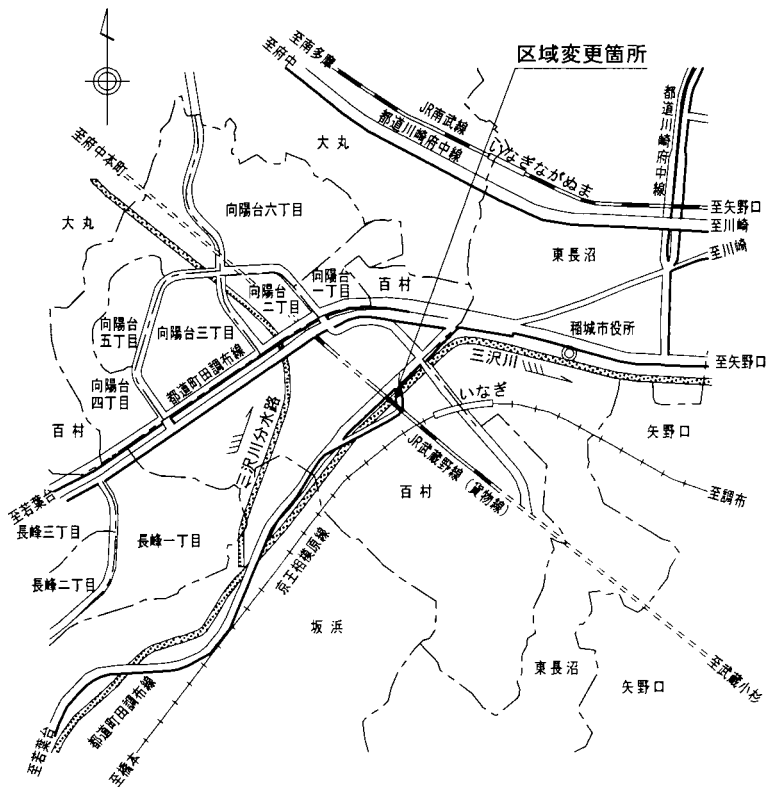 区域変更箇所
至南多摩
至府中
JR南武線
いなぎながぬま
都道川崎府中線
都道川崎府中線
至矢野口
至川崎
至川崎
大丸
至府中本町
大丸
向陽台六丁目
東長沼
向陽台
一丁目
百村
向陽台
二丁目
向陽台
五丁目
向陽台三丁目
稲城市役所
都道町田調布線
三沢川
至矢野口
向陽台
四丁目
いなぎ
百村
三沢川分水路
矢野口
JR武蔵野線(貨物線)
百村
至調布
至若葉台
長峰三丁目
長峰一丁目
長峰二丁目
京王相模原線
坂浜
東長沼
矢野口
至武蔵小杉
都道町田調布線
至若葉台
至橋本